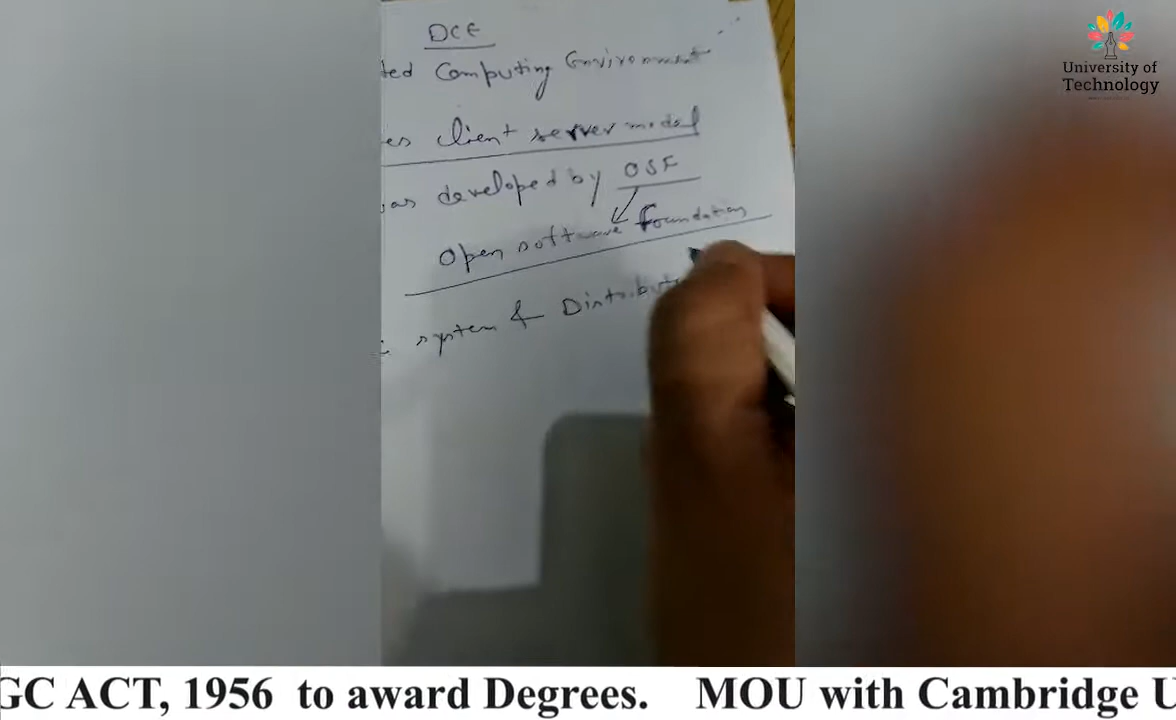 DCE
ted Computing Environment
es client server model
as developed by OSF
Open software foundation
system & Distribut
University of
Technology
GC ACT, 1956 to award Degrees. MOU with Cambridge U